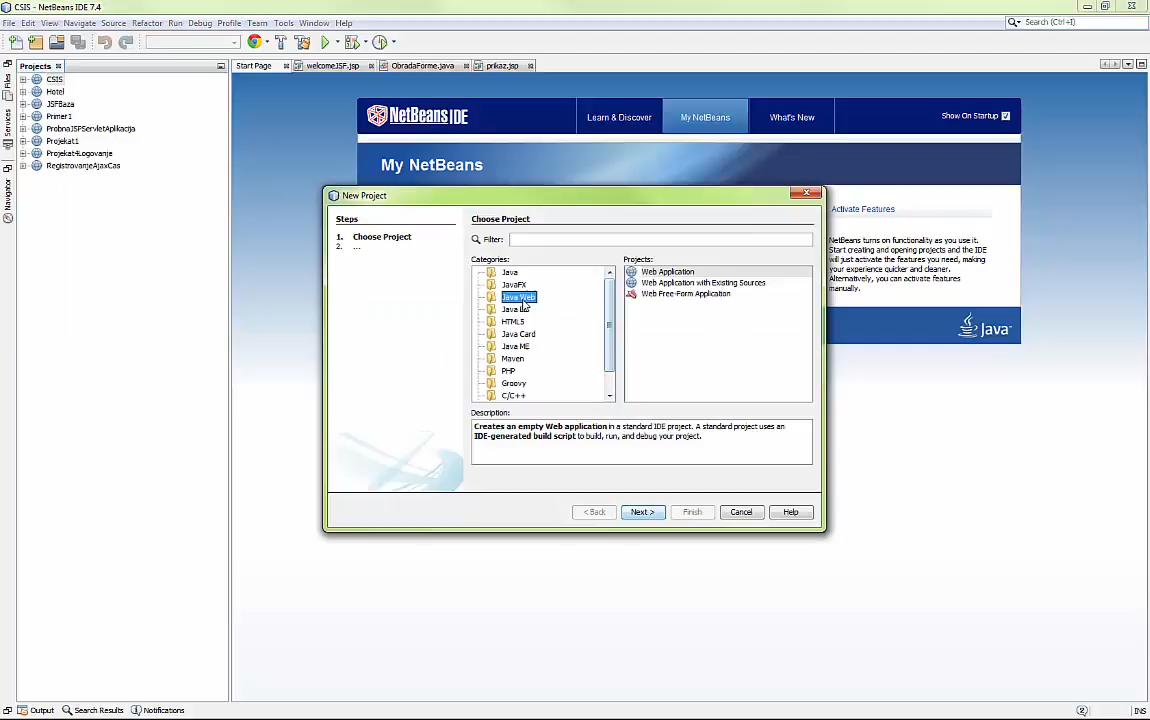 CSIS - NetBeans IDE 7.4
File Edit View Navigate Source Refactor Run Debug Profile Team Tools Window Help
Search (Ctrl+I)
Projects
Start Page welcomeJSF.jsp ObradaForme.java prikaz.jsp
Files
Services
Navigator
CSIS
Hotel
JSFBaza
Primer1
ProbnaJSPServletAplikacija
Projekat1
Projekat4Logovanje
RegistrovanjeAjaxCas
NetBeans IDE
Learn & Discover
My NetBeans
What's New
Show On Startup
My NetBeans
Activate Features
NetBeans turns on functionality as you use it.
Start creating and opening projects and the IDE
will just activate the features you need, making
your experience quicker and cleaner.
Alternatively, you can activate features
manually.
Java
New Project
Steps
1. Choose Project
2. ...
Choose Project
Filter:
Categories:
Java
JavaFX
Java Web
Java
HTML5
Java Card
Java ME
Maven
PHP
Groovy
C/C++
Projects:
Web Application
Web Application with Existing Sources
Web Free-Form Application
Description:
Creates an empty Web application in a standard IDE project. A standard project uses an
IDE-generated build script to build, run, and debug your project.
< Back Next > Finish Cancel Help
Output Search Results Notifications
2
INS